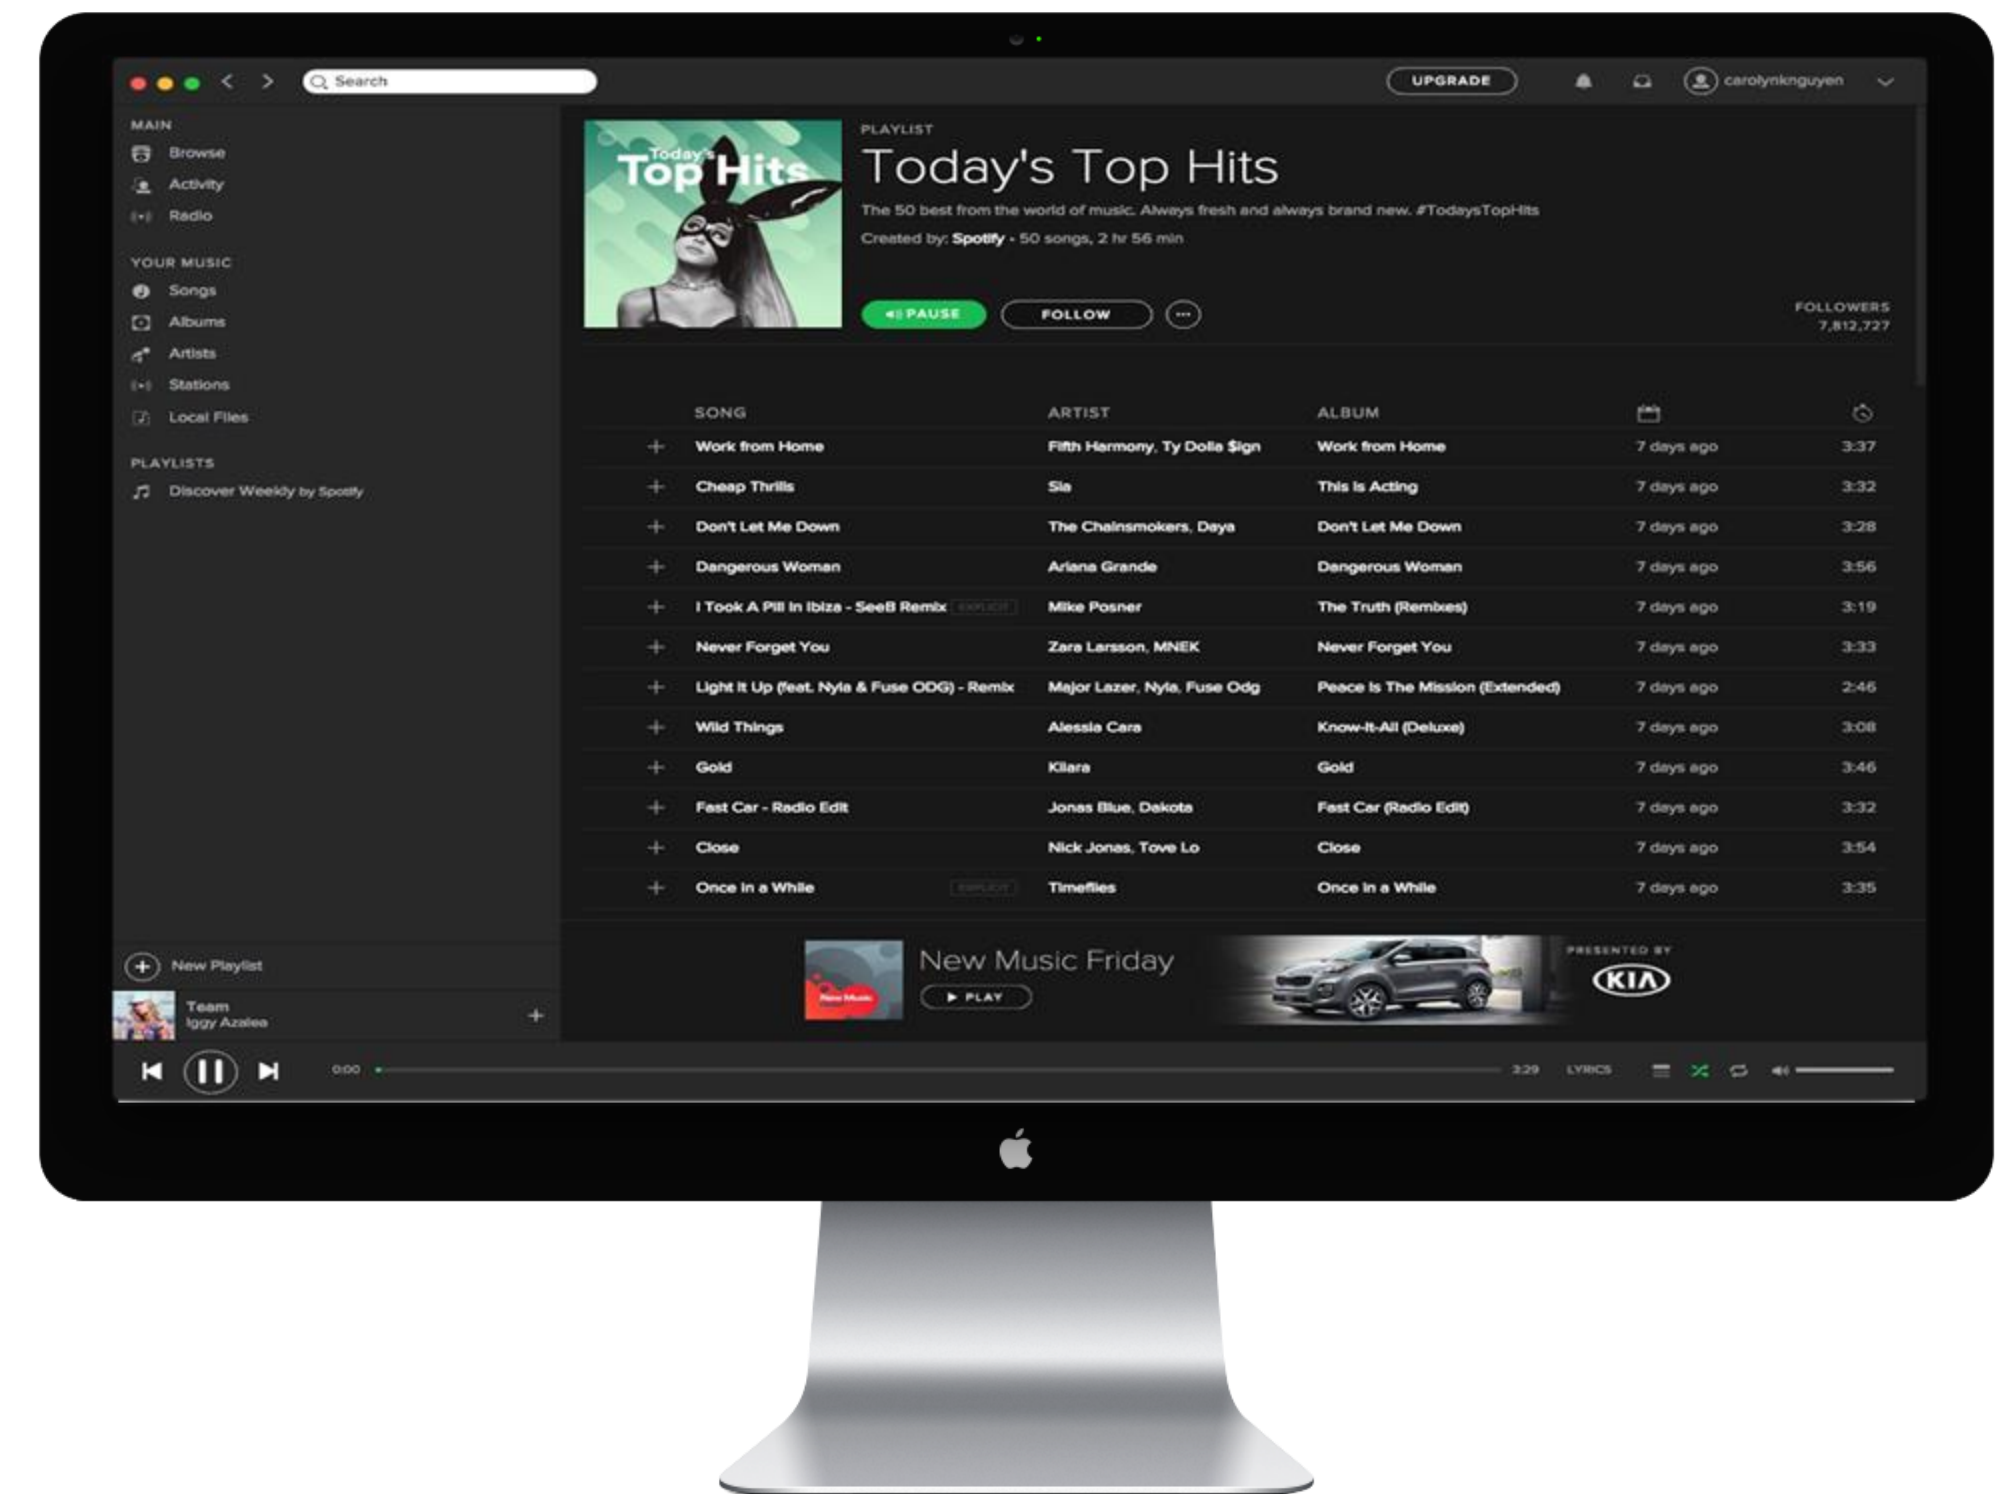 Search
UPGRADE
carolynknguyen
MAIN
Browse
Activity
Radio
YOUR MUSIC
Songs
Albums
Artists
Stations
Local Files
PLAYLISTS
Discover Weekly by Spotify
New Playlist
Team
Iggy Azalea
Today's
Top Hits
PLAYLIST
Today's Top Hits
The 50 best from the world of music. Always fresh and always brand new. #TodaysTopHits
Created by: Spotify • 50 songs, 2 hr 56 min
PAUSE FOLLOW
FOLLOWERS
7,812,727
SONG ARTIST ALBUM
Work from Home Fifth Harmony, Ty Dolla $ign Work from Home 7 days ago 3:37
Cheap Thrills Sia This Is Acting 7 days ago 3:32
Don't Let Me Down The Chainsmokers, Daya Don't Let Me Down 7 days ago 3:28
Dangerous Woman Ariana Grande Dangerous Woman 7 days ago 3:56
I Took A Pill In Ibiza - SeeB Remix EXPLICIT Mike Posner The Truth (Remixes) 7 days ago 3:19
Never Forget You Zara Larsson, MNEK Never Forget You 7 days ago 3:33
Light It Up (feat. Nyla & Fuse ODG) - Remix Major Lazer, Nyla, Fuse Odg Peace Is The Mission (Extended) 7 days ago 2:46
Wild Things Alessia Cara Know-It-All (Deluxe) 7 days ago 3:08
Gold Kiiara Gold 7 days ago 3:46
Fast Car - Radio Edit Jonas Blue, Dakota Fast Car (Radio Edit) 7 days ago 3:32
Close Nick Jonas, Tove Lo Close 7 days ago 3:54
Once in a While EXPLICIT Timeflies Once in a While 7 days ago 3:35
New Music
New Music Friday
PLAY
PRESENTED BY
KIA
0:00 3:29 LYRICS